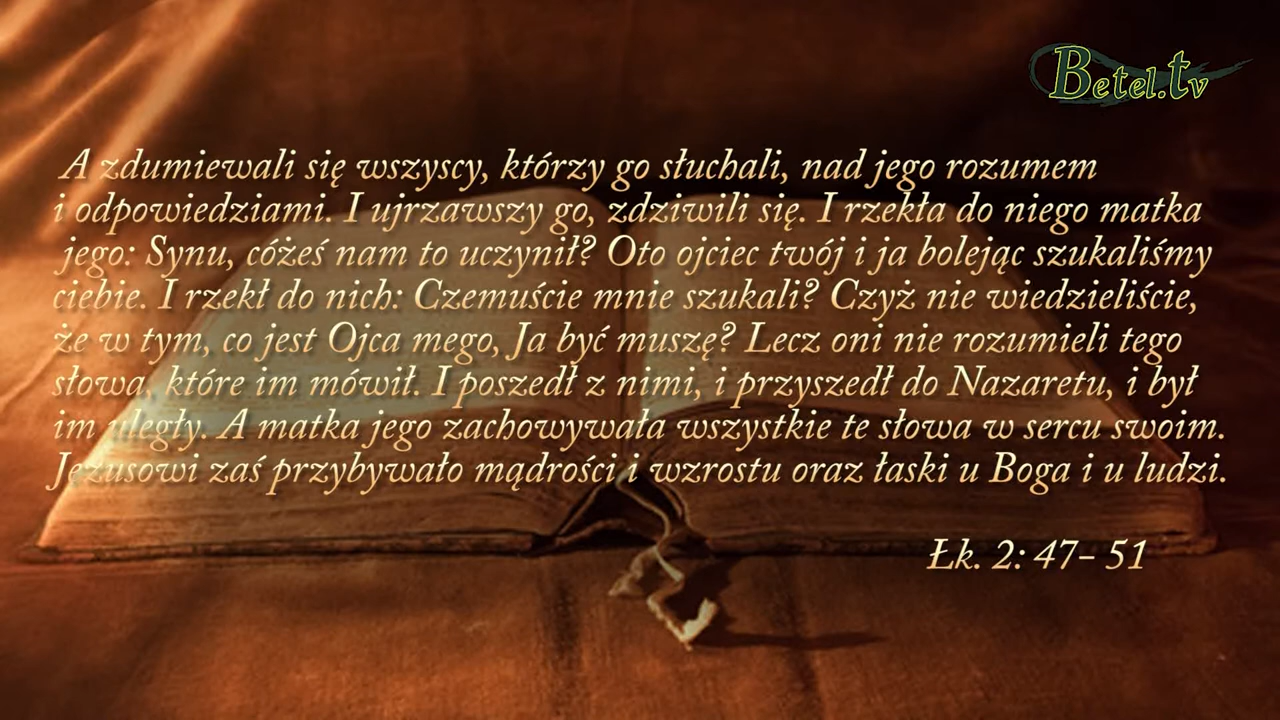 Betel.tv
A zdumiewali się wszyscy, którzy go słuchali, nad jego rozumem
i odpowiedziami. I ujrzawszy go, zdziwili się. I rzekła do niego matka
jego: Synu, cóżeś nam to uczynił? Oto ojciec twój i ja bolejąc szukaliśmy
ciebie. I rzekł do nich: Czemuście mnie szukali? Czyż nie wiedzieliście,
że w tym, co jest Ojca mego, Ja być muszę? Lecz oni nie rozumieli tego
słowa, które im mówił. I poszedł z nimi, i przyszedł do Nazaretu, i był
im uległy. A matka jego zachowywała wszystkie te słowa w sercu swoim.
Jezusowi zaś przybywało mądrości i wzrostu oraz łaski u Boga i u ludzi.
Łk. 2: 47– 51